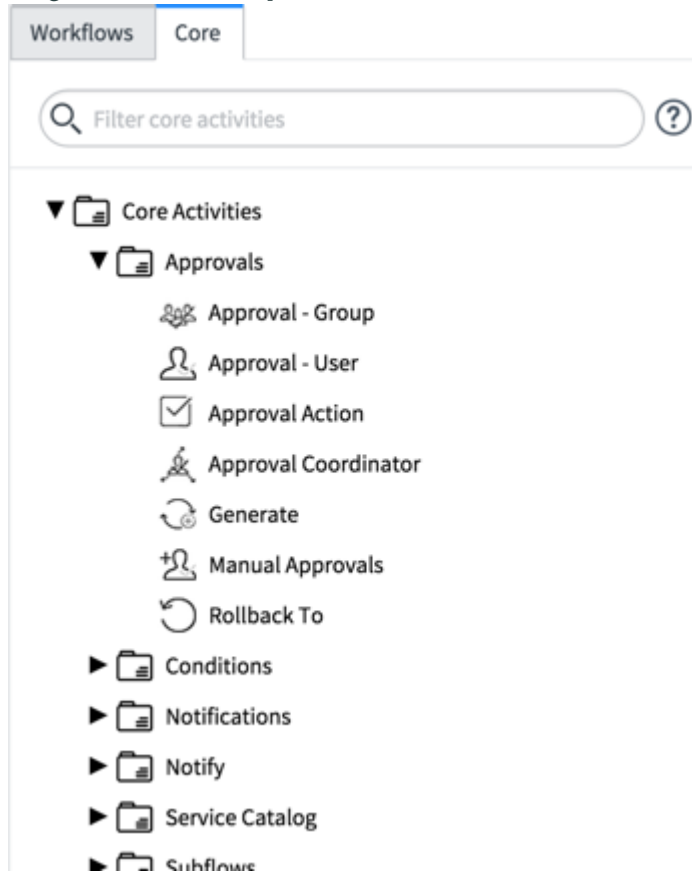 Workflows
Core
Filter core activities
?
Core Activities
Approvals
Approval - Group
Approval - User
Approval Action
Approval Coordinator
Generate
Manual Approvals
Rollback To
Conditions
Notifications
Notify
Service Catalog
Subflows